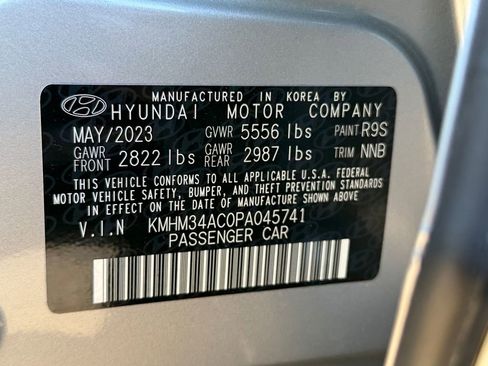 MANUFACTURED IN KOREA BY
HYUNDAI MOTOR COMPANY
MAY/2023 GVWR 5556 lbs PAINT R9S
GAWR FRONT 2822 lbs GAWR REAR 2987 lbs TRIM NNB
THIS VEHICLE CONFORMS TO ALL APPLICABLE U.S.A. FEDERAL
MOTOR VEHICLE SAFETY, BUMPER, AND THEFT PREVENTION STANDARDS
IN EFFECT ON THE DATE OF MANUFACTURE SHOWN ABOVE.
V.I.N KMHM34AC0PA045741
PASSENGER CAR